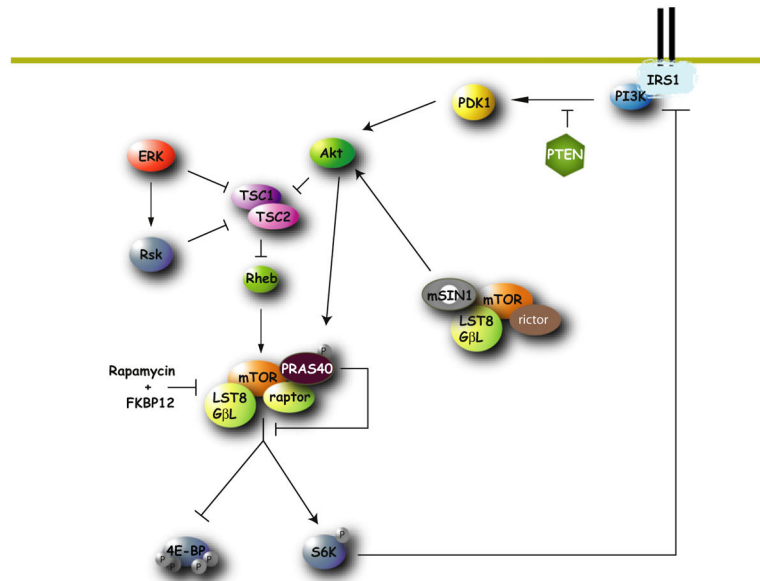 IRS1
PI3K
PDK1
PTEN
ERK
Akt
TSC1
TSC2
Rsk
Rheb
mSIN1
mTOR
LST8
GβL
rictor
P
PRAS40
mTOR
raptor
LST8
GβL
Rapamycin
+
FKBP12
4E-BP
P
P
P
P
S6K
P